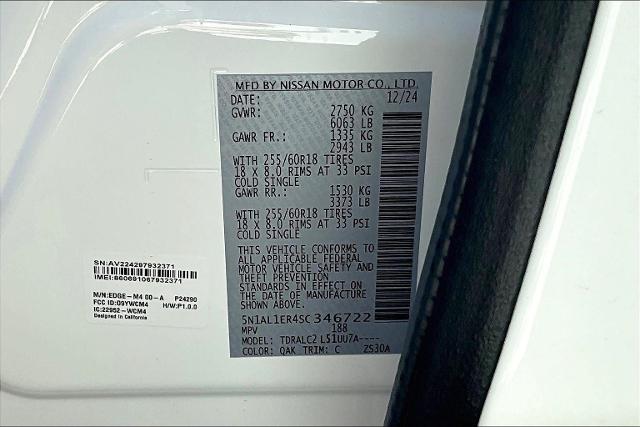 MFD BY NISSAN MOTOR CO., LTD.
DATE: 12/24
GVWR: 2750 KG
6063 LB
GAWR FR.: 1335 KG
2943 LB
WITH 255/60R18 TIRES
18 X 8.0 RIMS AT 33 PSI
COLD SINGLE
GAWR RR.: 1530 KG
3373 LB
WITH 255/60R18 TIRES
18 X 8.0 RIMS AT 33 PSI
COLD SINGLE
THIS VEHICLE CONFORMS TO
ALL APPLICABLE FEDERAL
MOTOR VEHICLE SAFETY AND
THEFT PREVENTION
STANDARDS IN EFFECT ON
THE DATE OF MANUFACTURE
SHOWN ABOVE.
5N1AL1ER4SC346722
MPV 188
MODEL: TDRALC2 L51UU7A----
COLOR: QAK TRIM: C ZS30A
SN:AV224297932371
IMEI:860691067932371
M/N:EDGE-M4 00-A P24290
FCC ID:O9YWCM4 H/W:P1.0.0
IC:22952-WCM4
Designed in California